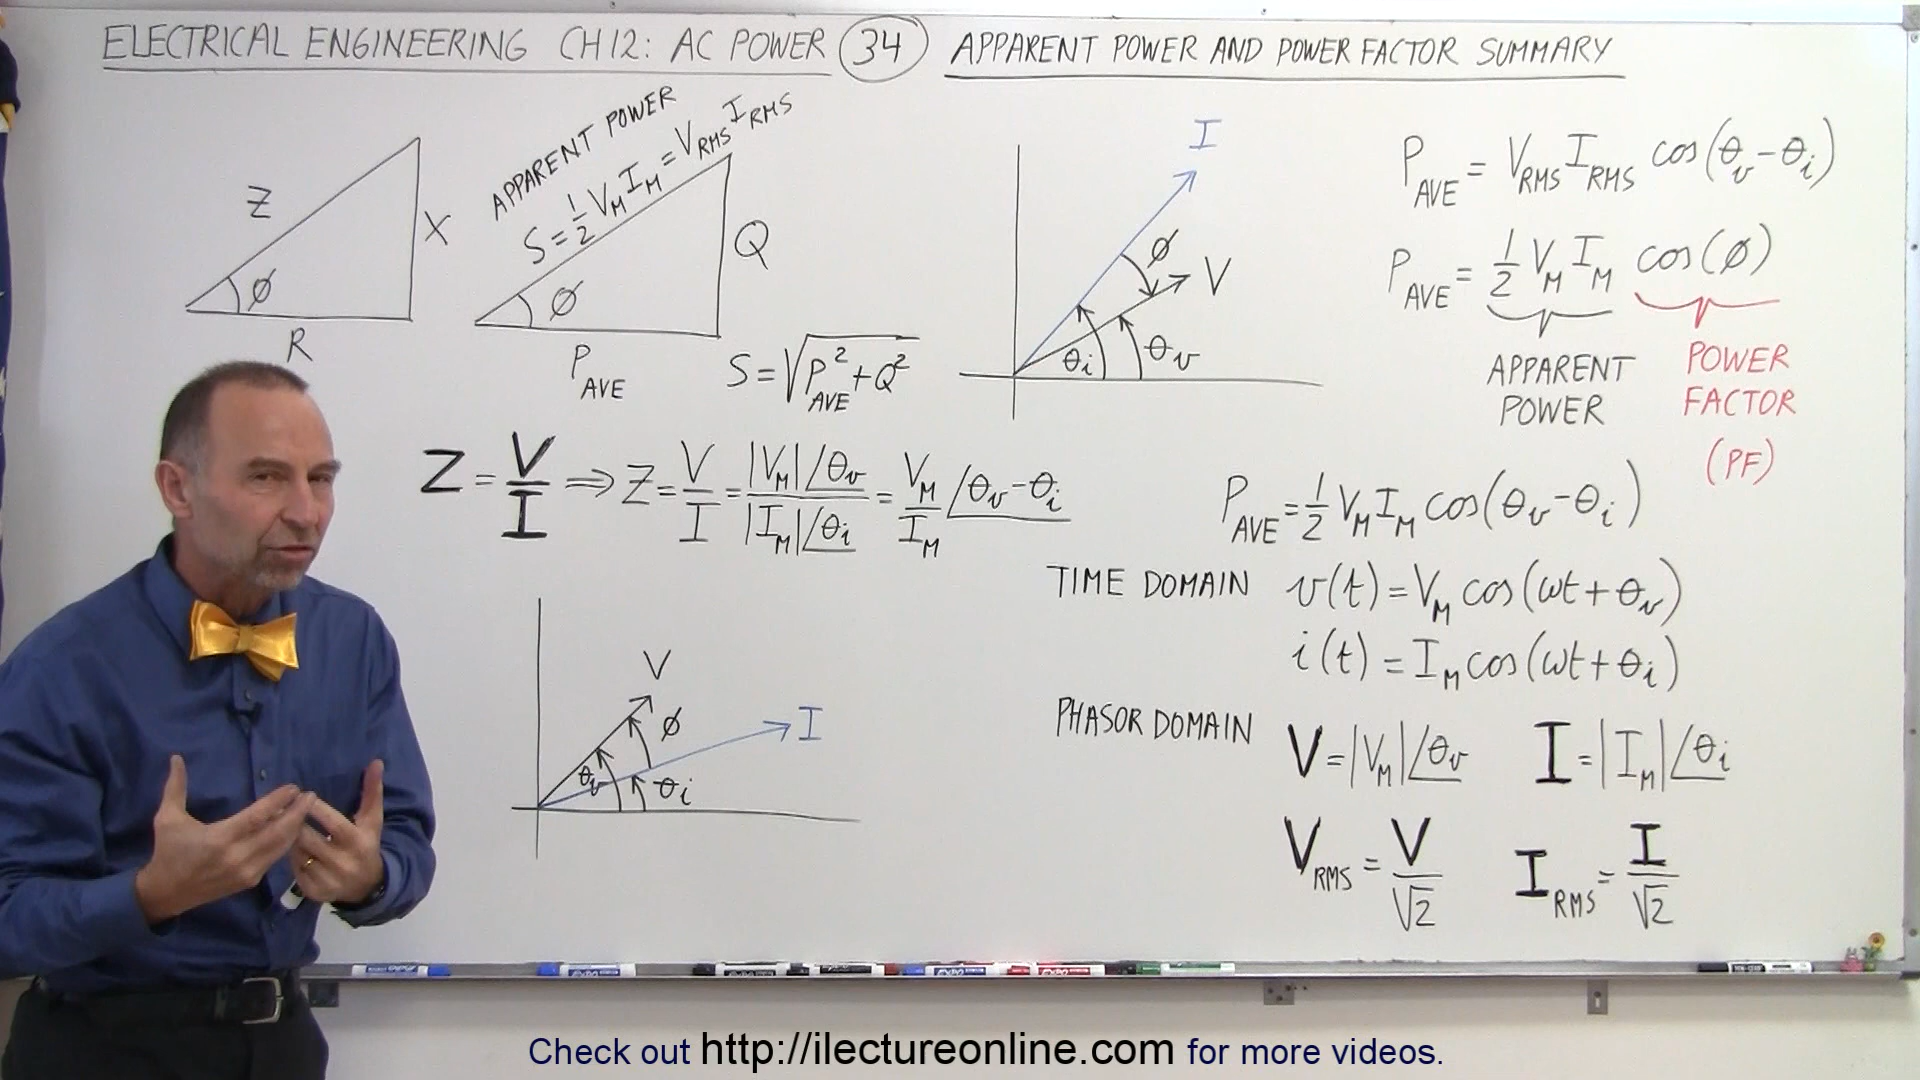 ELECTRICAL ENGINEERING CH 12: AC POWER 34 APPARENT POWER AND POWER FACTOR SUMMARY
Z
X
∅
R
APPARENT POWER
S = 1/2 V_M I_M = V_RMS I_RMS
Q
∅
P_AVE
S = √(P_AVE² + Q²)
I
∅
V
θ_i
θ_v
P_AVE = V_RMS I_RMS cos(θ_v - θ_i)
P_AVE = 1/2 V_M I_M cos(∅)
APPARENT POWER
POWER FACTOR (PF)
Z = V/I ⇒ Z = V/I = |V_M| /θ_v / |I_M| /θ_i = V_M/I_M /θ_v - θ_i
P_AVE = 1/2 V_M I_M cos(θ_v - θ_i)
TIME DOMAIN v(t) = V_M cos(ωt + θ_v)
i(t) = I_M cos(ωt + θ_i)
V
∅
I
θ_v
θ_i
PHASOR DOMAIN V = |V_M| /θ_v I = |I_M| /θ_i
V_RMS = V/√2 I_RMS = I/√2
EXPO
EXPO
Check out http://ilectureonline.com for more videos.